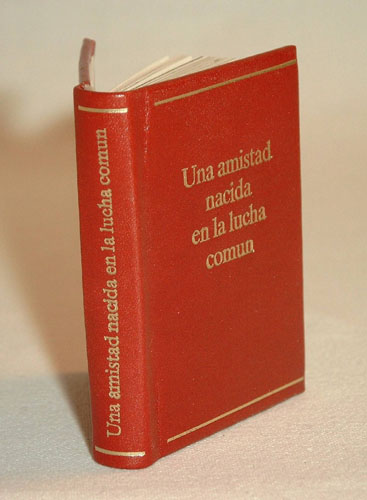 Una amistad nacida en la lucha comun
Una amistad
nacida
en la lucha
comun